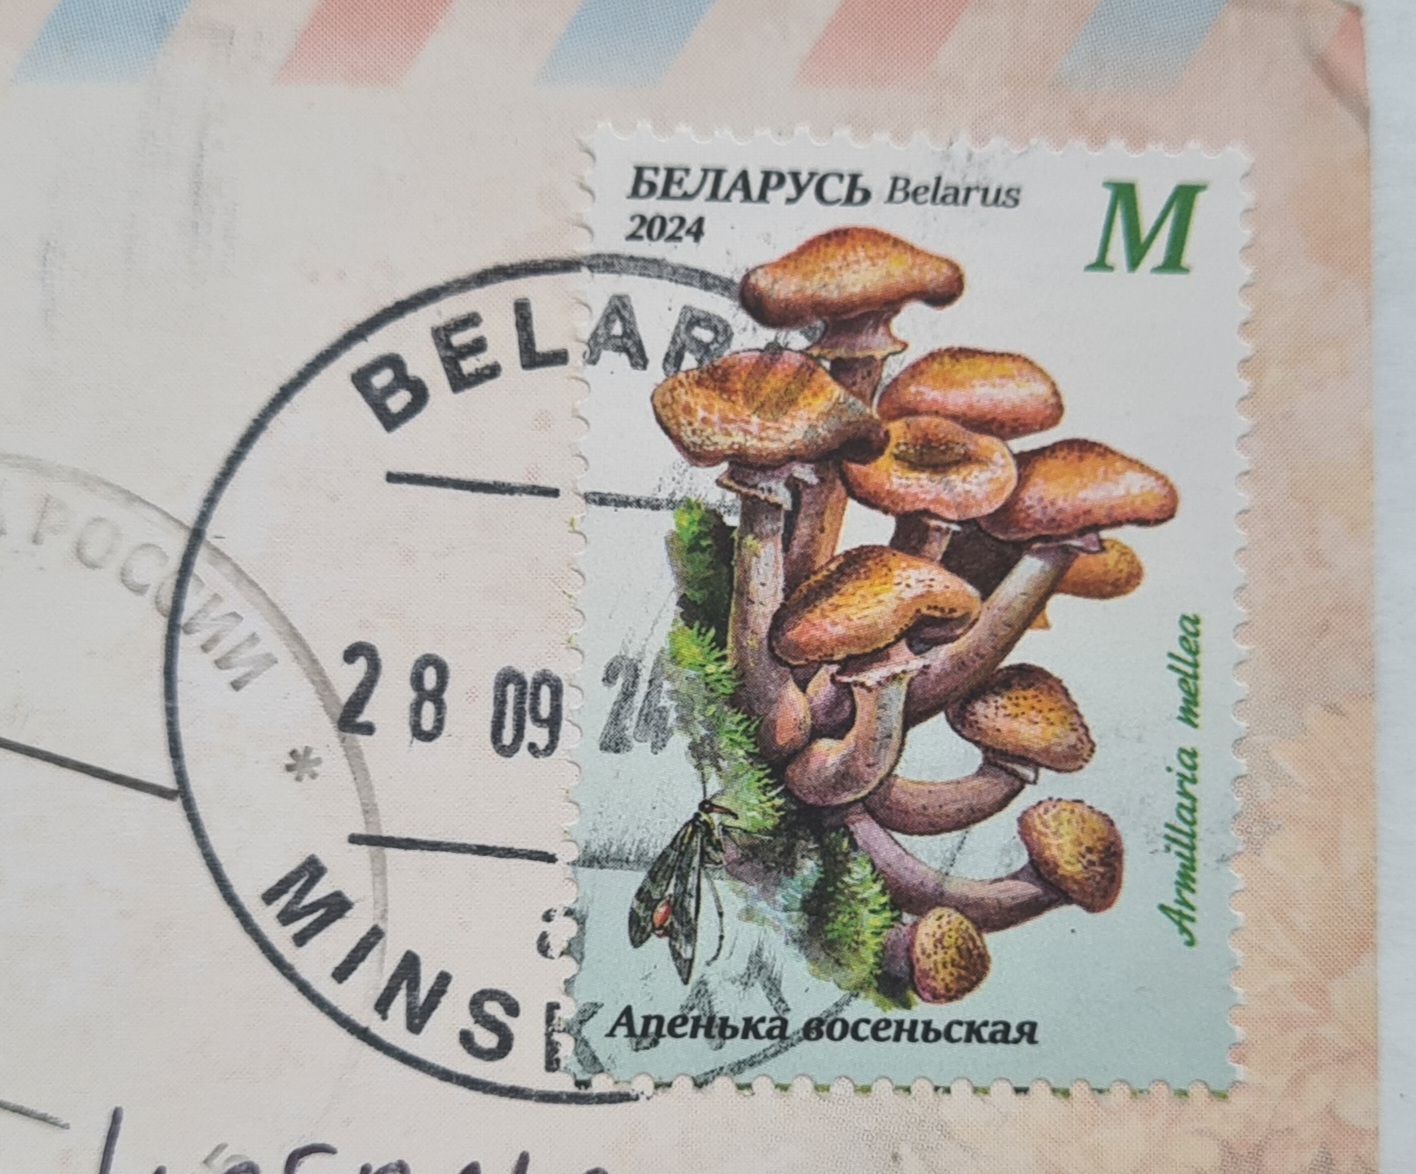 БЕЛАРУСЬ Belarus
2024
M
BELAR
28 09 24
MINSK
РОССИИ
*
Armillaria mellea
Апенька восеньская